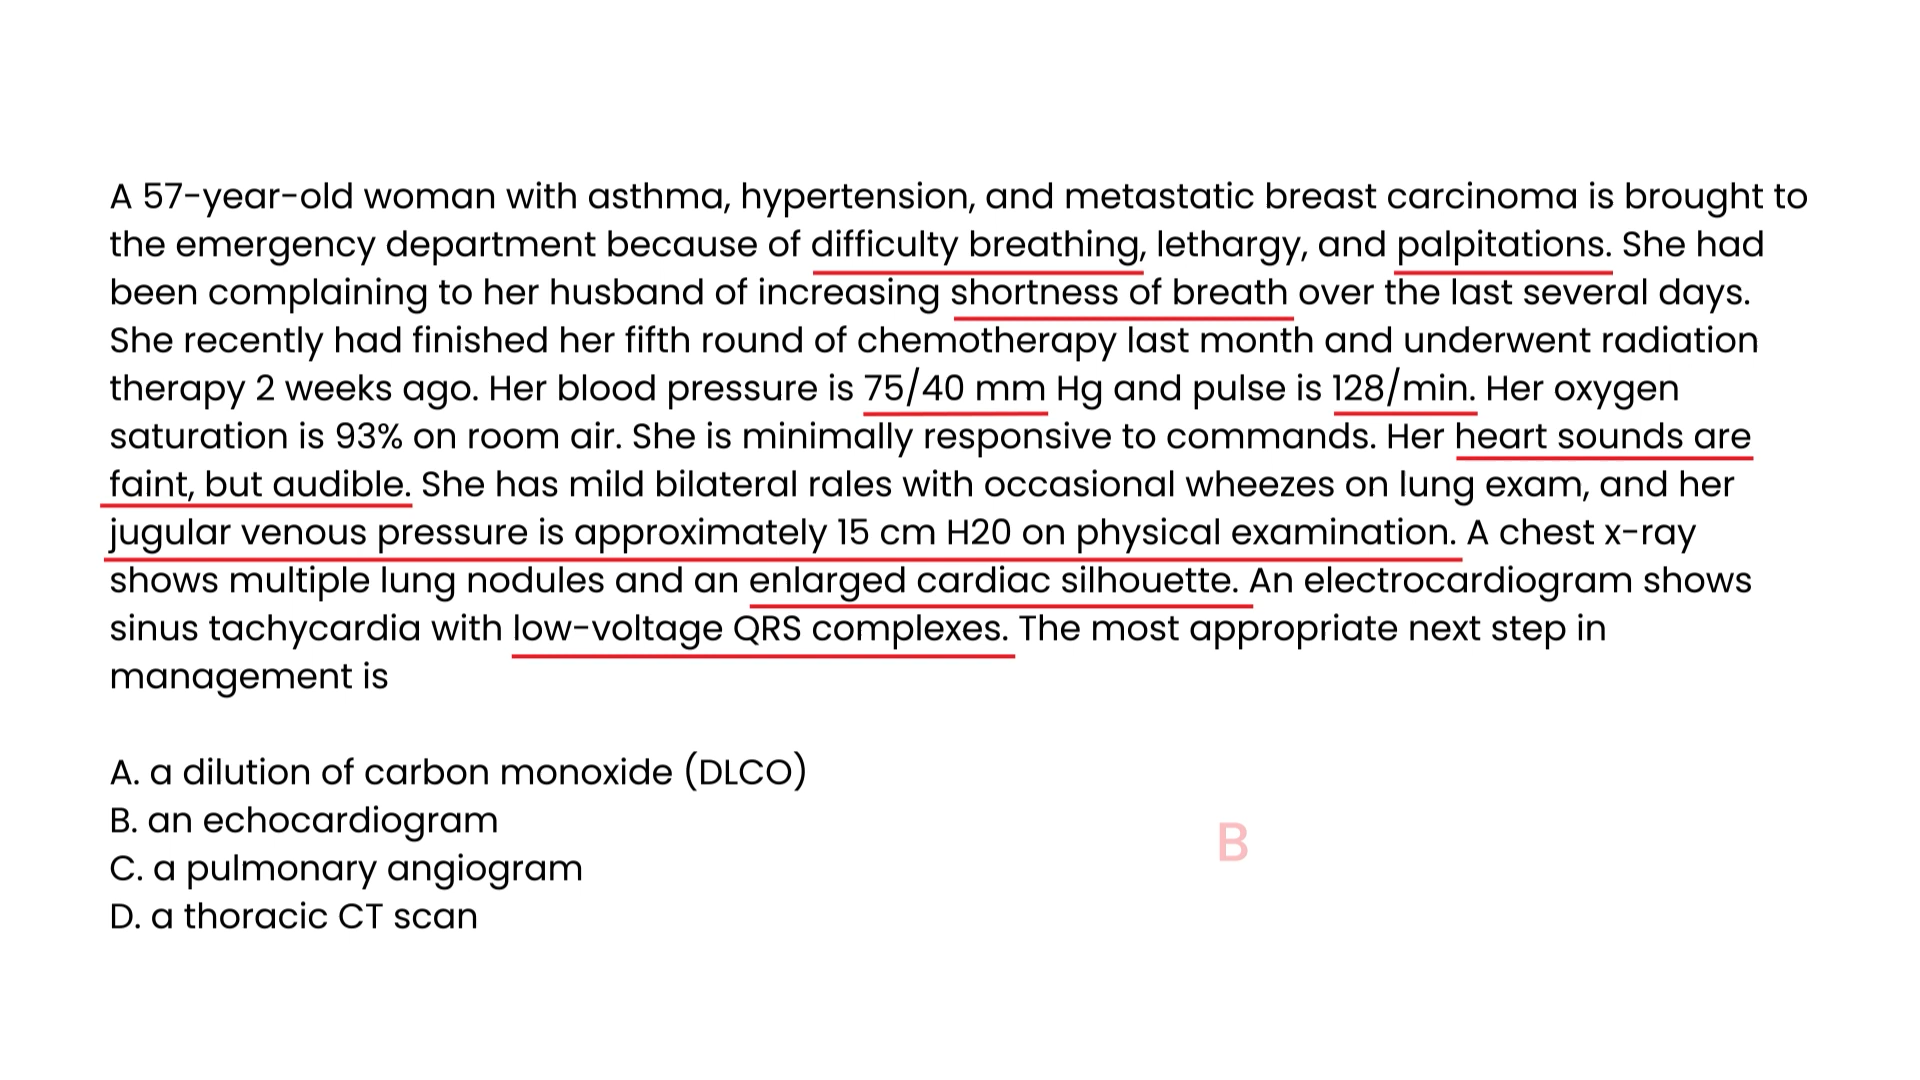 A 57-year-old woman with asthma, hypertension, and metastatic breast carcinoma is brought to
the emergency department because of difficulty breathing, lethargy, and palpitations. She had
been complaining to her husband of increasing shortness of breath over the last several days.
She recently had finished her fifth round of chemotherapy last month and underwent radiation
therapy 2 weeks ago. Her blood pressure is 75/40 mm Hg and pulse is 128/min. Her oxygen
saturation is 93% on room air. She is minimally responsive to commands. Her heart sounds are
faint, but audible. She has mild bilateral rales with occasional wheezes on lung exam, and her
jugular venous pressure is approximately 15 cm H20 on physical examination. A chest x-ray
shows multiple lung nodules and an enlarged cardiac silhouette. An electrocardiogram shows
sinus tachycardia with low-voltage QRS complexes. The most appropriate next step in
management is
A. a dilution of carbon monoxide (DLCO)
B. an echocardiogram
B
C. a pulmonary angiogram
D. a thoracic CT scan